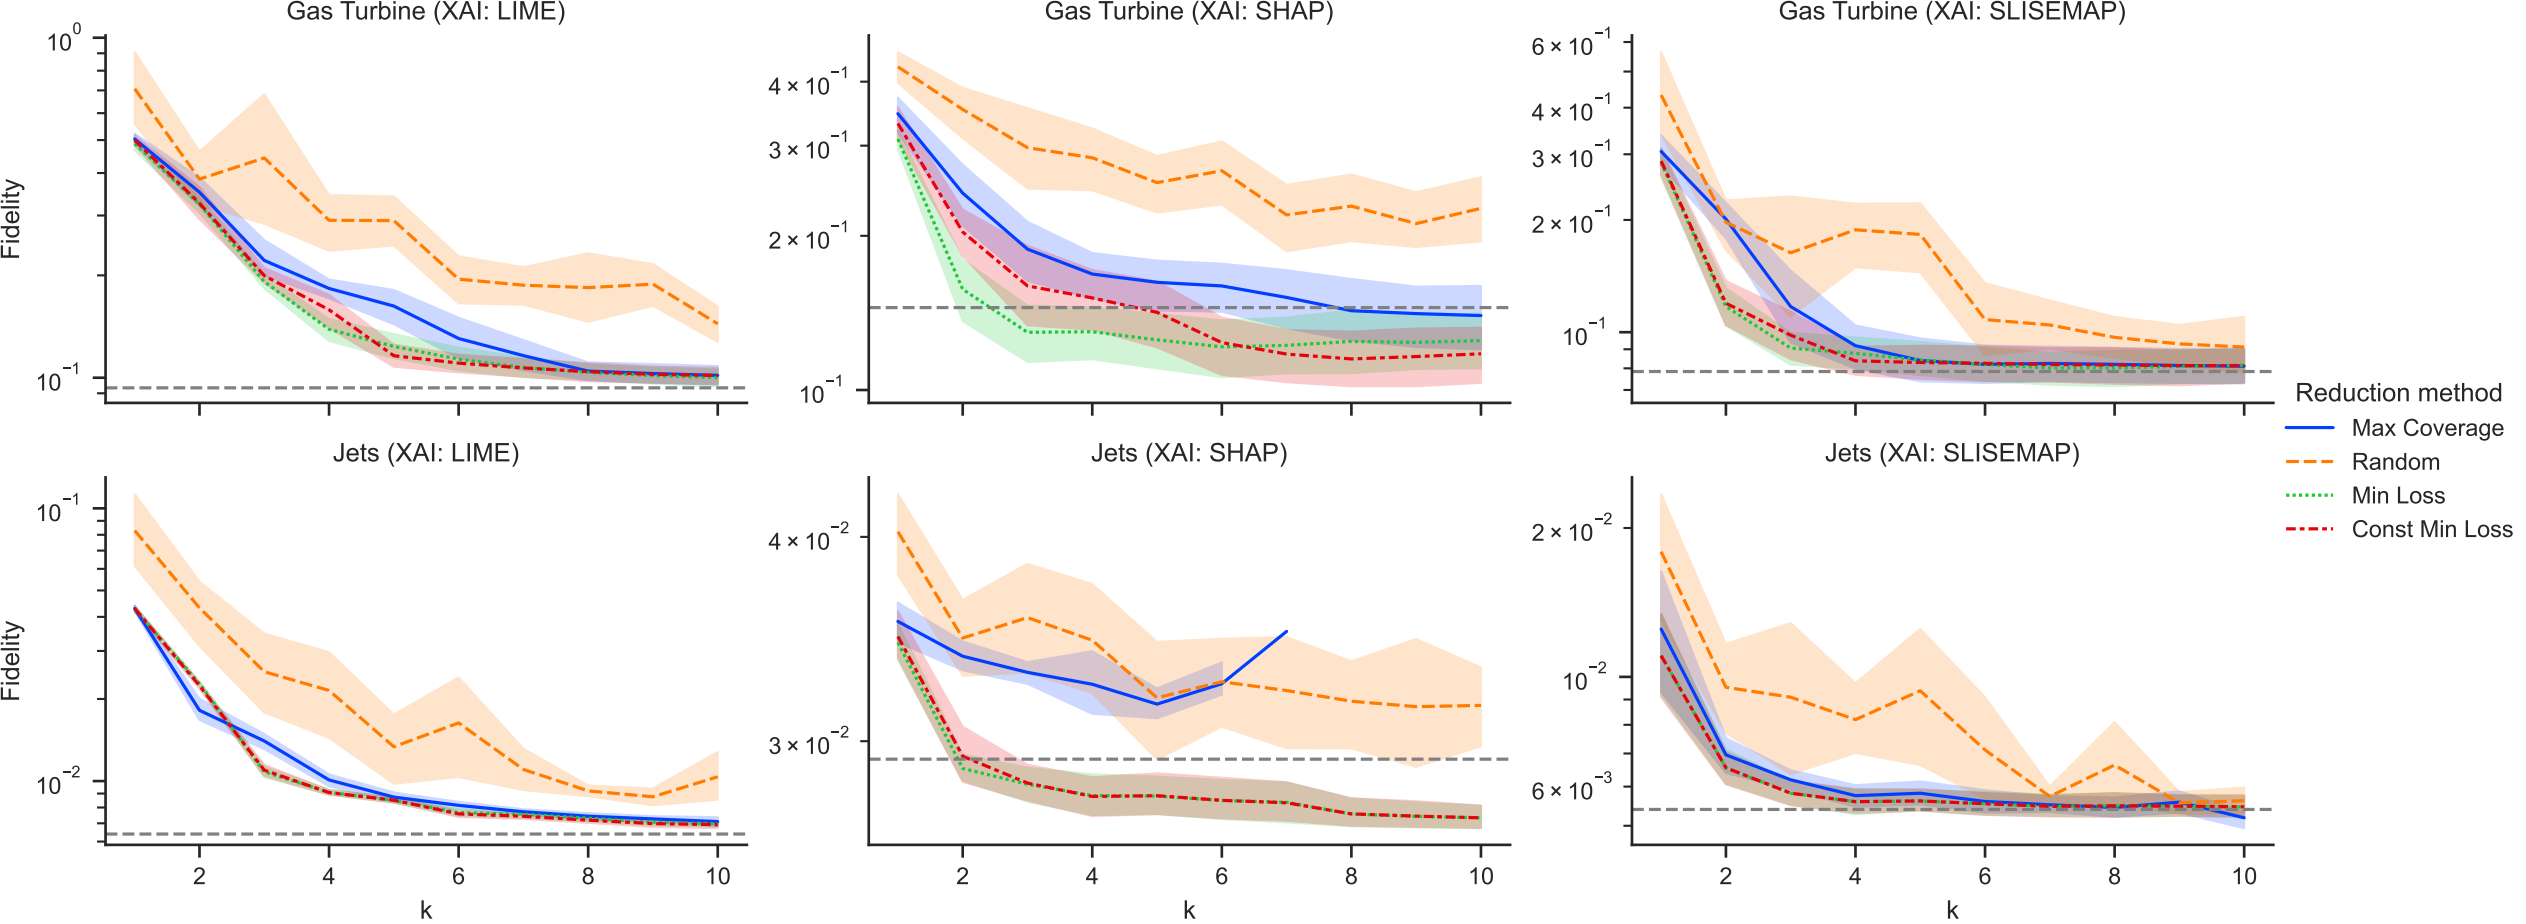 Gas Turbine (XAI: LIME)
Gas Turbine (XAI: SHAP)
Gas Turbine (XAI: SLISEMAP)
Fidelity
10^0
10^−1
4 × 10^−1
3 × 10^−1
2 × 10^−1
10^−1
6 × 10^−1
4 × 10^−1
3 × 10^−1
2 × 10^−1
10^−1
Jets (XAI: LIME)
Jets (XAI: SHAP)
Jets (XAI: SLISEMAP)
Fidelity
10^−1
10^−2
4 × 10^−2
3 × 10^−2
2 × 10^−2
10^−2
6 × 10^−3
2 4 6 8 10
2 4 6 8 10
2 4 6 8 10
k
k
k
Reduction method
Max Coverage
Random
Min Loss
Const Min Loss